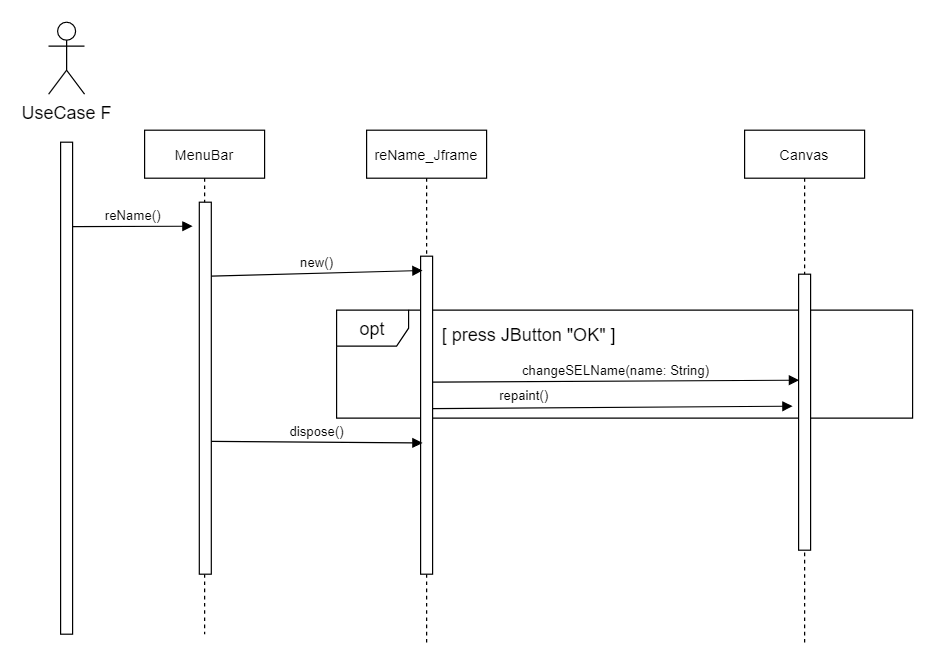 UseCase F
MenuBar
reName_Jframe
Canvas
reName()
new()
opt
[ press JButton "OK" ]
changeSELName(name: String)
repaint()
dispose()